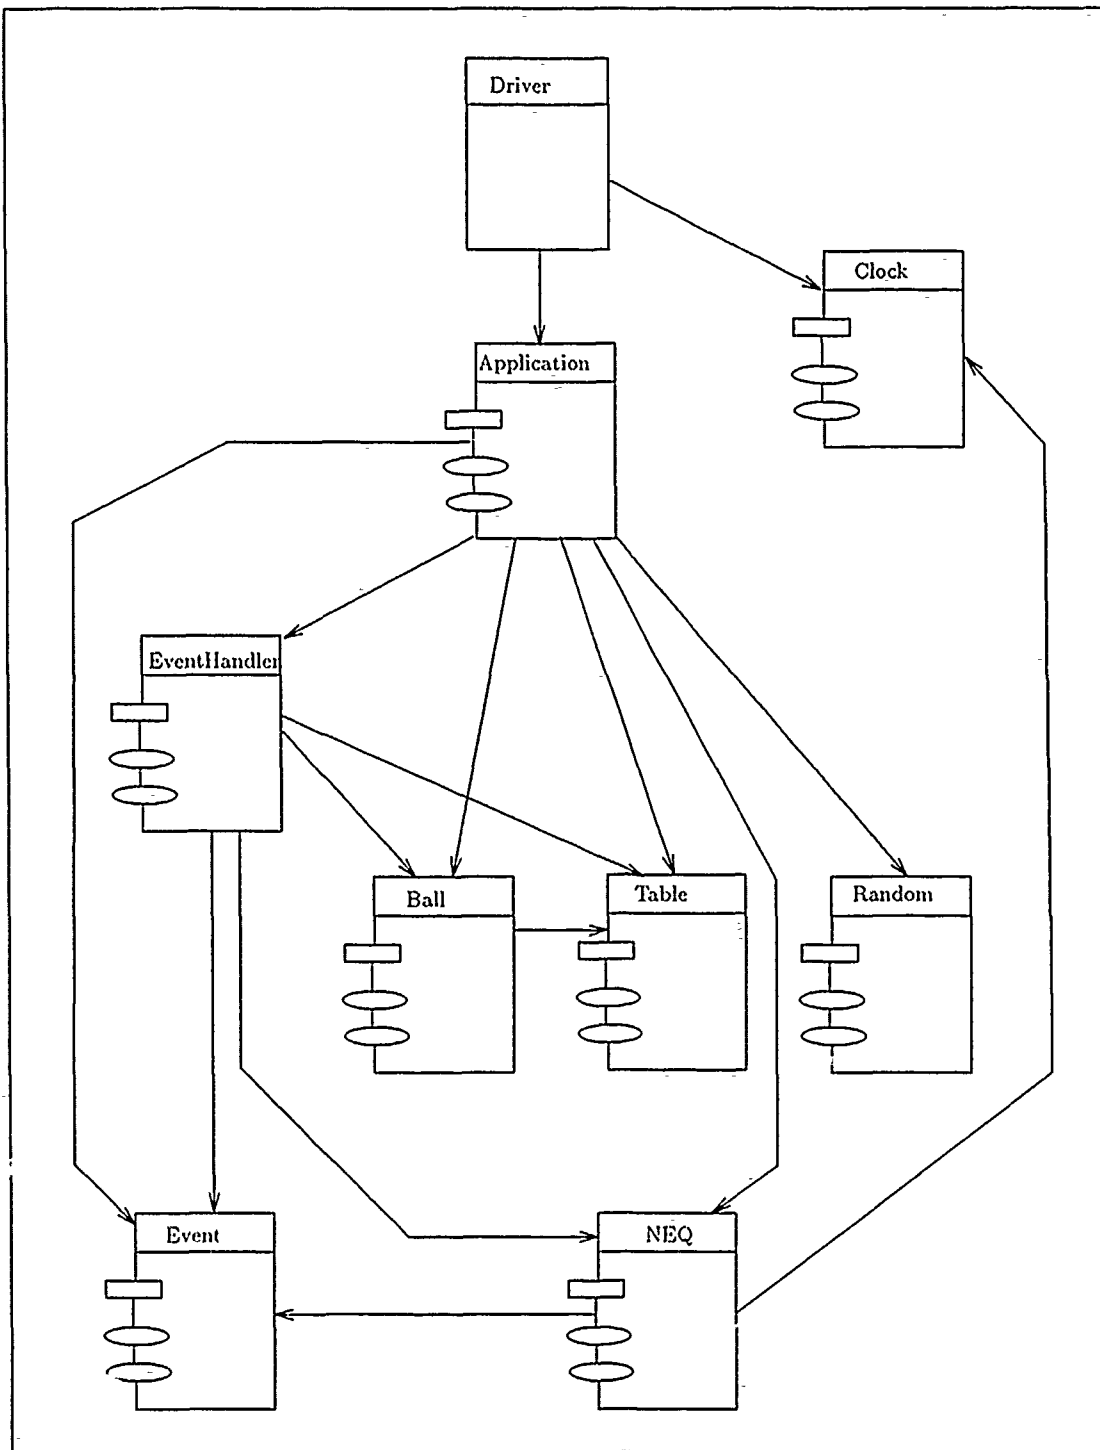 Driver
Clock
Application
EventHandler
Ball
Table
Random
Event
NEQ